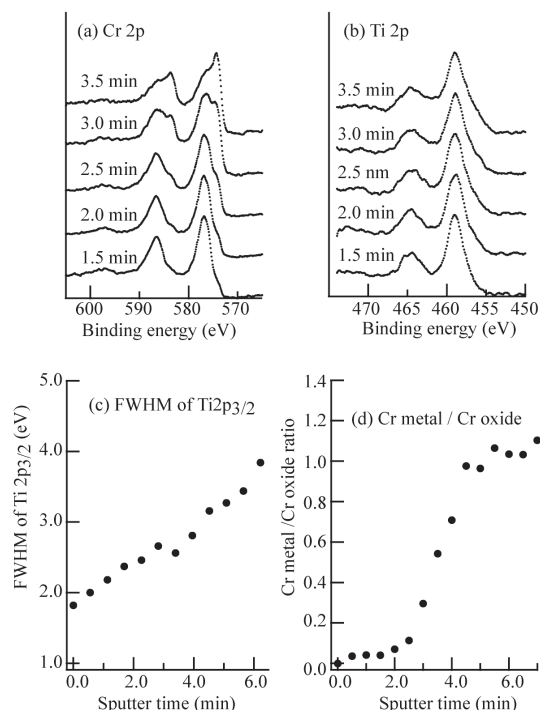 (a) Cr 2p
3.5 min
3.0 min
2.5 min
2.0 min
1.5 min
600 590 580 570
Binding energy (eV)
(b) Ti 2p
3.5 min
3.0 min
2.5 nm
2.0 min
1.5 min
470 465 460 455 450
Binding energy (eV)
(c) FWHM of Ti2p3/2
FWHM of Ti 2p3/2 (eV)
5.0
4.0
3.0
2.0
1.0
0.0 2.0 4.0 6.0
Sputter time (min)
(d) Cr metal / Cr oxide
Cr metal /Cr oxide ratio
1.4
1.2
1.0
0.8
0.6
0.4
0.2
0.0
0.0 2.0 4.0 6.0
Sputter time (min)